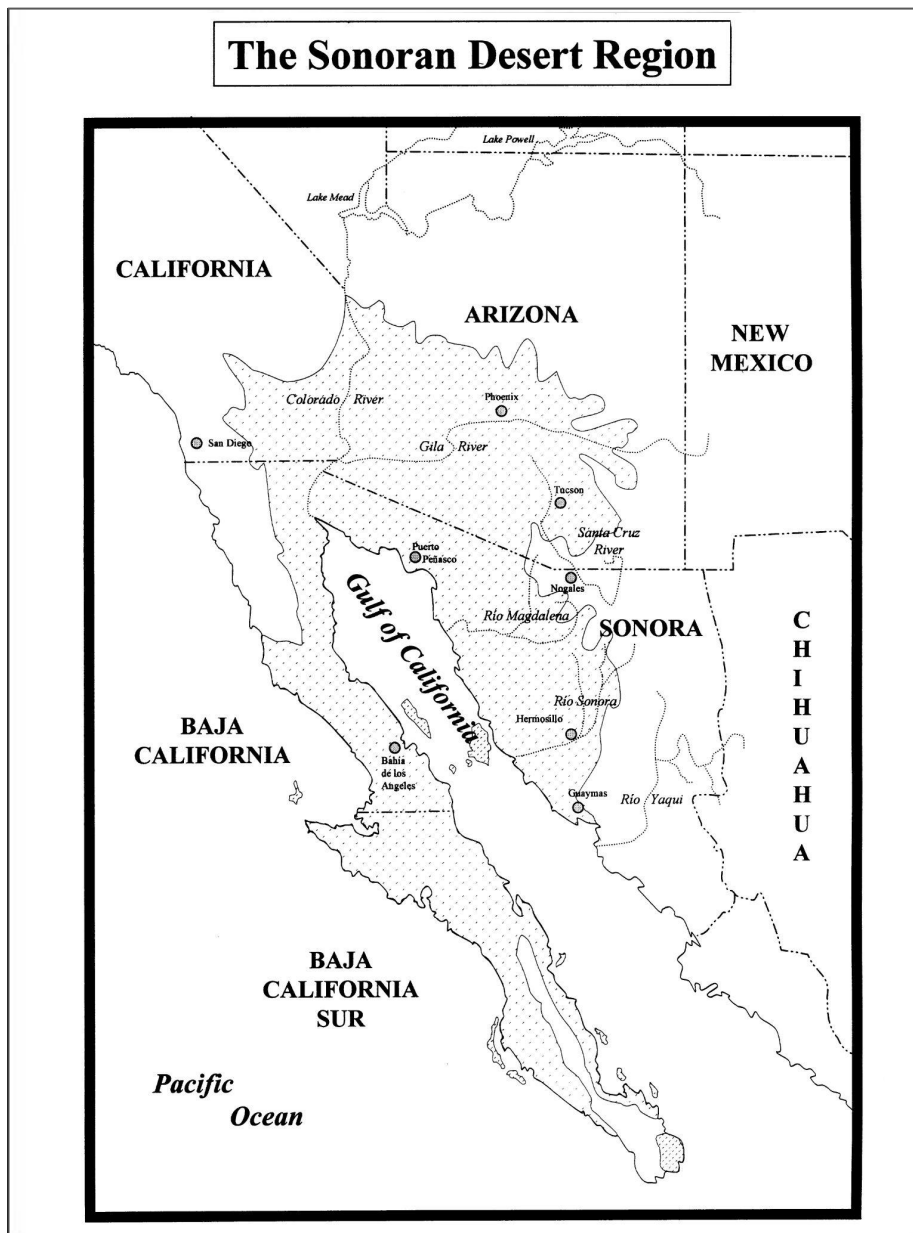 The Sonoran Desert Region
Lake Powell
Lake Mead
CALIFORNIA
ARIZONA
NEW
MEXICO
Colorado River
Phoenix
San Diego
Gila River
Tucson
Santa Cruz
River
Puerto
Peñasco
Nogales
Río Magdalena
SONORA
Gulf of California
CHIHUAHUA
Río Sonora
Hermosillo
BAJA
CALIFORNIA
Bahía
de los
Angeles
Guaymas
Río Yaqui
BAJA
CALIFORNIA
SUR
Pacific
Ocean